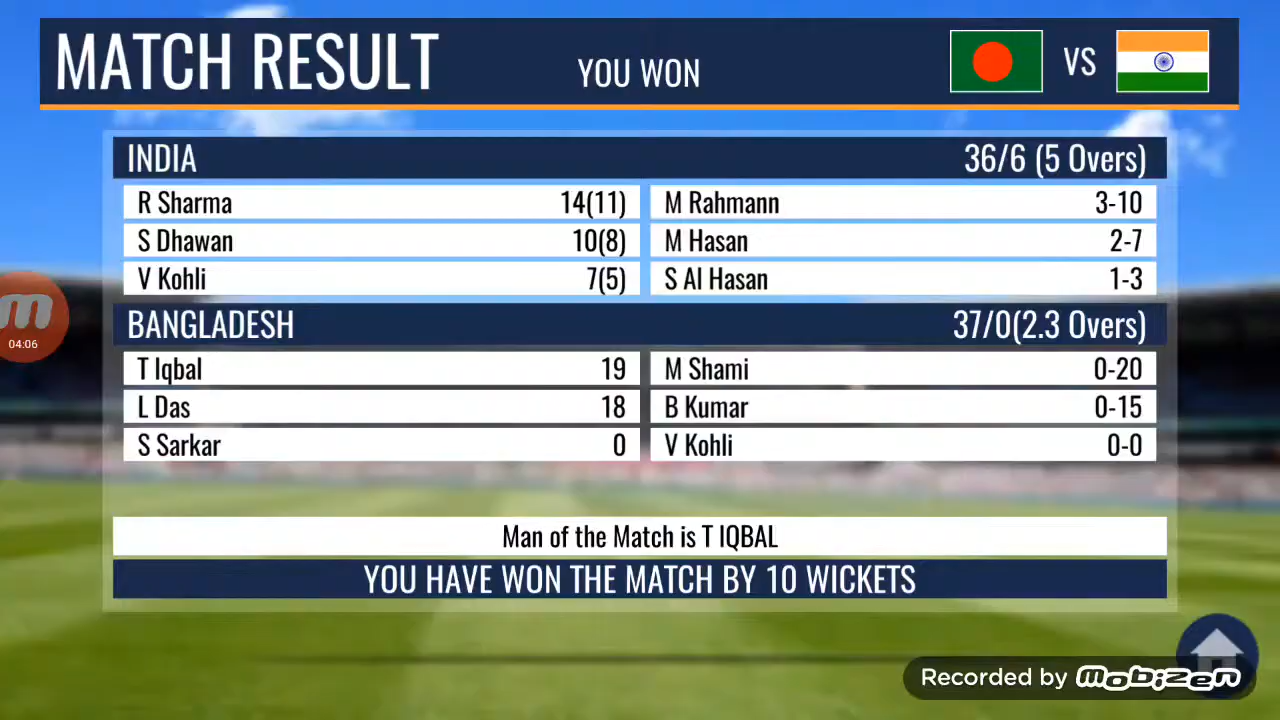 MATCH RESULT YOU WON VS
INDIA 36/6 (5 Overs)
R Sharma 14(11) M Rahmann 3-10
S Dhawan 10(8) M Hasan 2-7
V Kohli 7(5) S Al Hasan 1-3
BANGLADESH 37/0(2.3 Overs)
T Iqbal 19 M Shami 0-20
L Das 18 B Kumar 0-15
S Sarkar 0 V Kohli 0-0
m
04:06
Man of the Match is T IQBAL
YOU HAVE WON THE MATCH BY 10 WICKETS
Recorded by mobizen